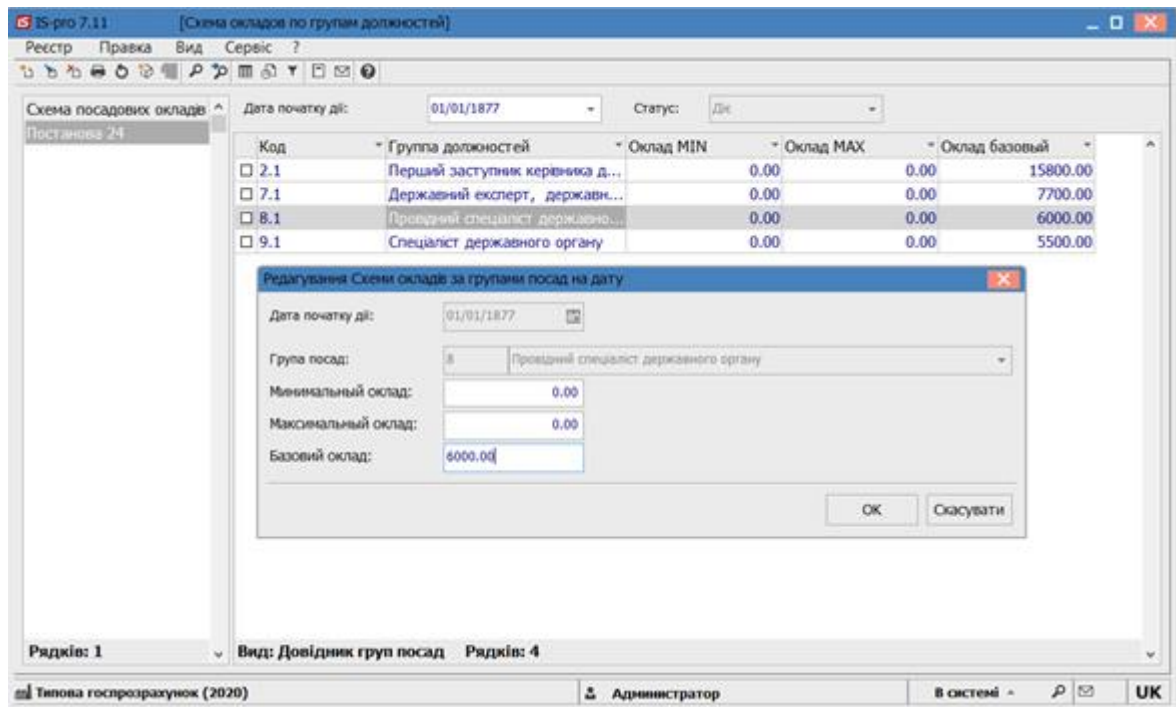 IS-pro 7.11 [Схема окладов по групам должностей]
Реєстр Правка Вид Сервіс ?
Схема посадових окладів
Постанова 24
Дата початку дії: 01/01/1877 Статус: Діє
Код Группа должностей Оклад MIN Оклад MAX Оклад базовый
2.1 Перший заступник керівника д... 0.00 0.00 15800.00
7.1 Державний експерт, державн... 0.00 0.00 7700.00
8.1 Провідний спеціаліст державно... 0.00 0.00 6000.00
9.1 Спеціаліст державного органу 0.00 0.00 5500.00
Редагування Схеми окладів за групами посад на дату
Дата початку дії: 01/01/1877
Група посад: 8 Провідний спеціаліст державного органу
Минимальный оклад: 0.00
Максимальный оклад: 0.00
Базовий оклад: 6000.00
OK Скасувати
Рядків: 1 Вид: Довідник груп посад Рядків: 4
Типова госпрозрахунок (2020) Администратор В системі UK